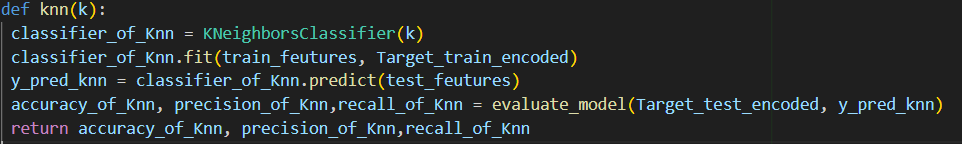 def knn(k):
 classifier_of_Knn = KNeighborsClassifier(k)
 classifier_of_Knn.fit(train_feutures, Target_train_encoded)
 y_pred_knn = classifier_of_Knn.predict(test_feutures)
 accuracy_of_Knn, precision_of_Knn,recall_of_Knn = evaluate_model(Target_test_encoded, y_pred_knn)
 return accuracy_of_Knn, precision_of_Knn,recall_of_Knn